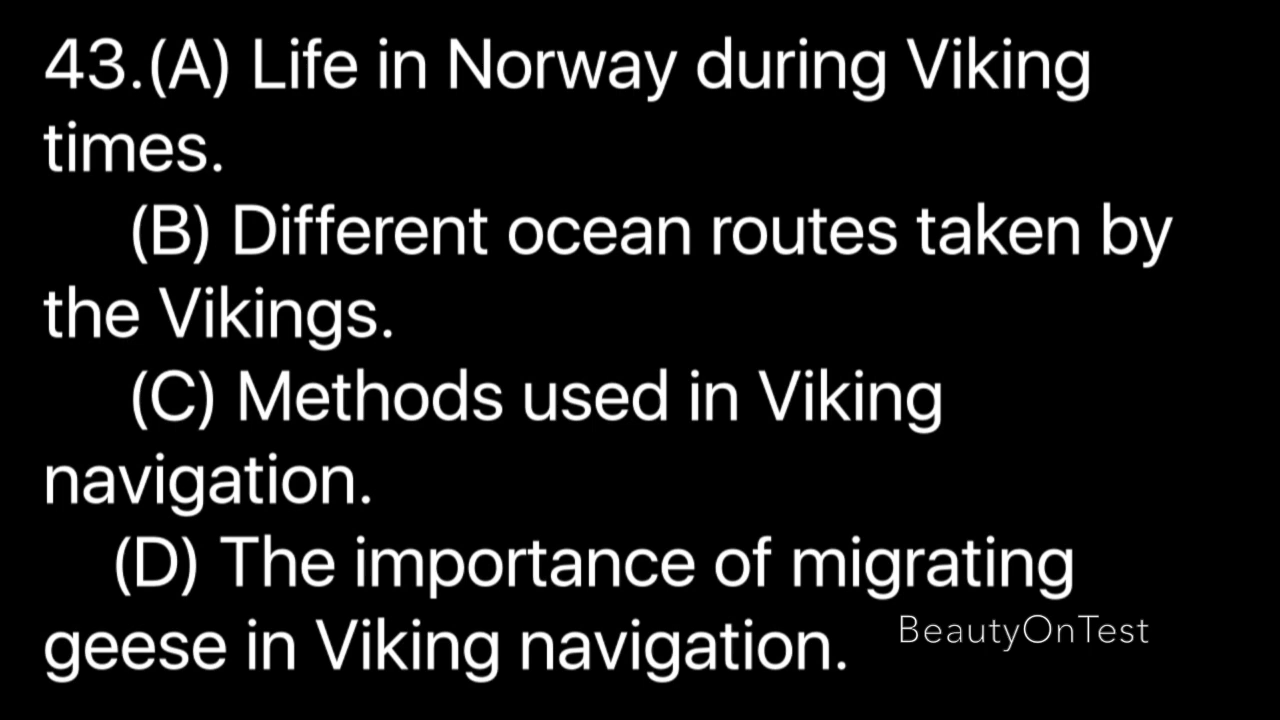 43.(A) Life in Norway during Viking
times.
(B) Different ocean routes taken by
the Vikings.
(C) Methods used in Viking
navigation.
(D) The importance of migrating
geese in Viking navigation.
BeautyOnTest